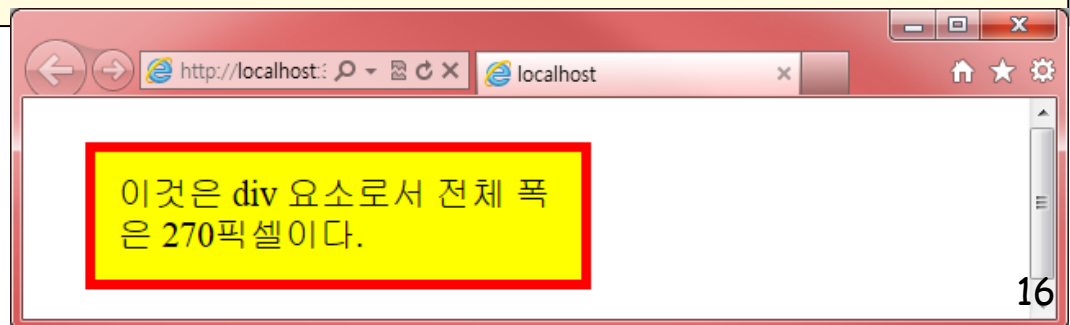 http://localhost:
localhost
이것은 div 요소로서 전체 폭
은 270픽셀이다.
16